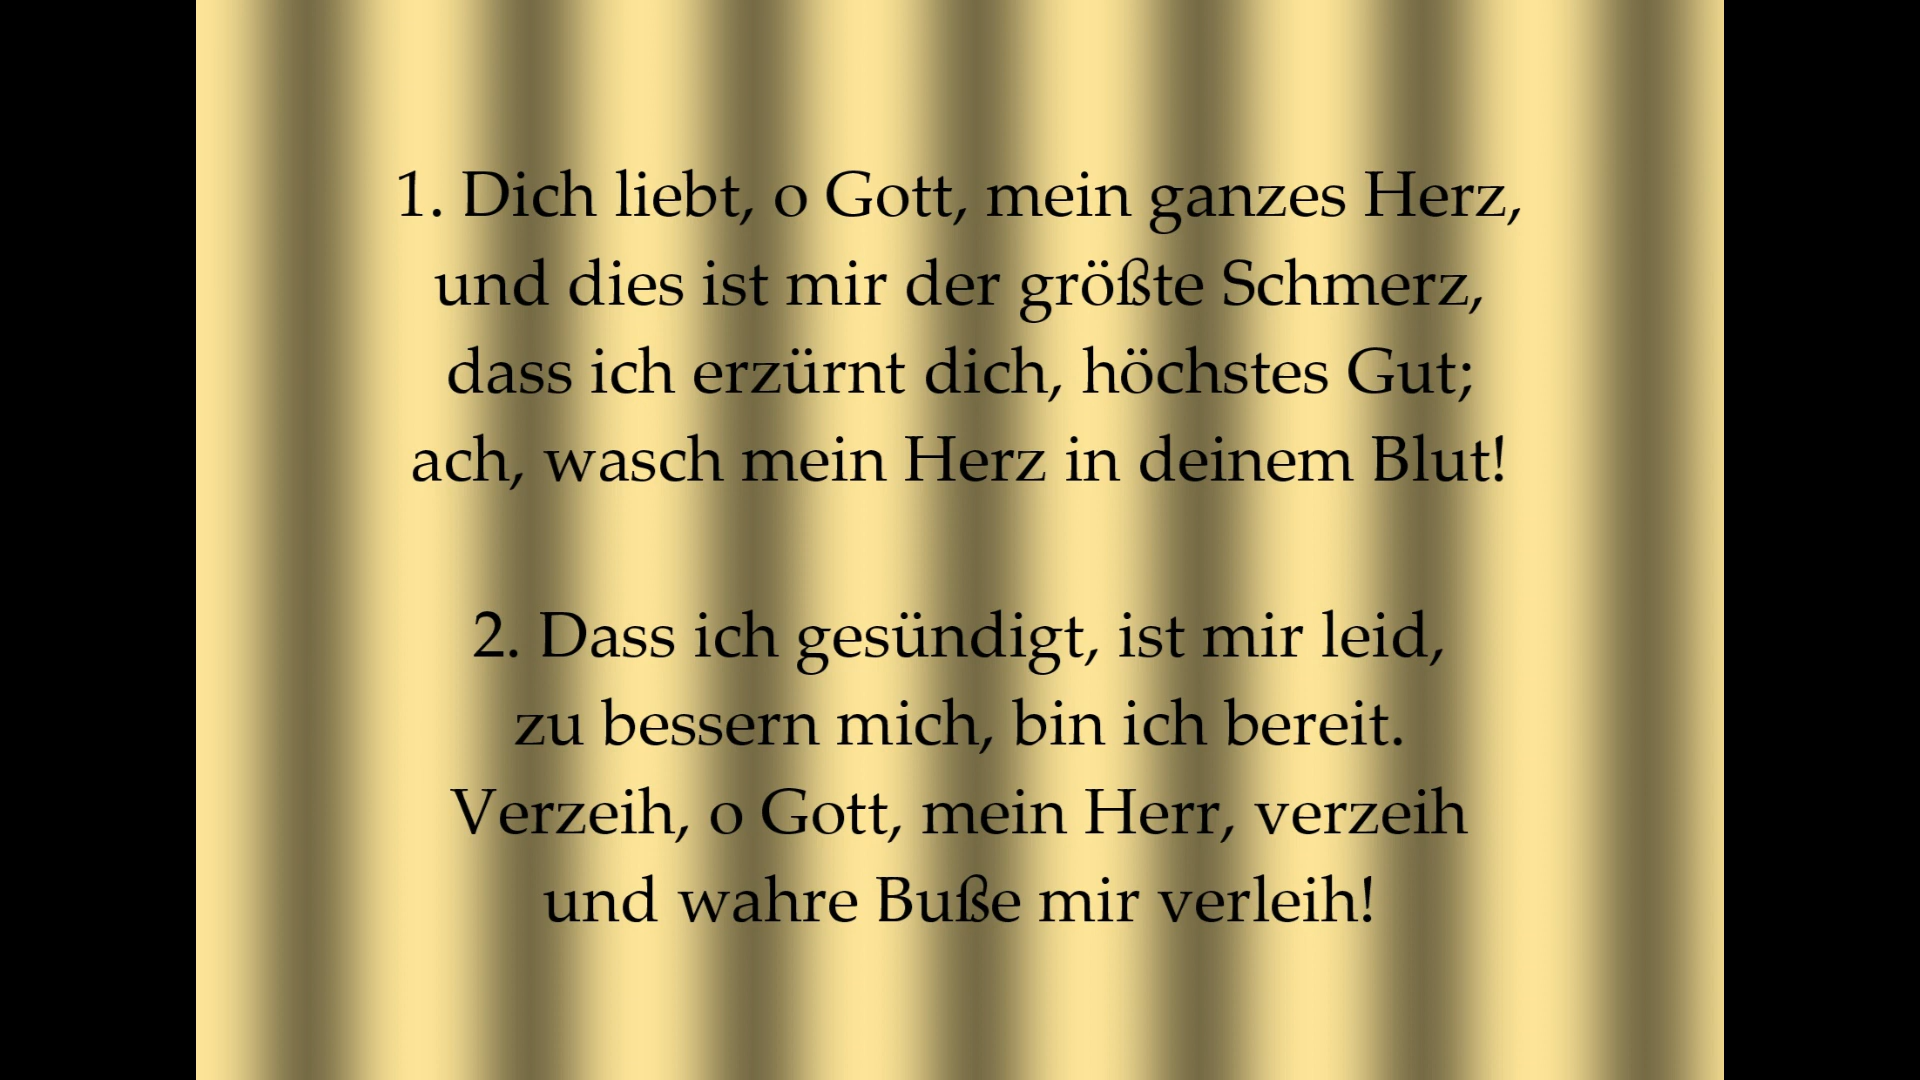 1. Dich liebt, o Gott, mein ganzes Herz,
und dies ist mir der größte Schmerz,
dass ich erzürnt dich, höchstes Gut;
ach, wasch mein Herz in deinem Blut!
2. Dass ich gesündigt, ist mir leid,
zu bessern mich, bin ich bereit.
Verzeih, o Gott, mein Herr, verzeih
und wahre Buße mir verleih!